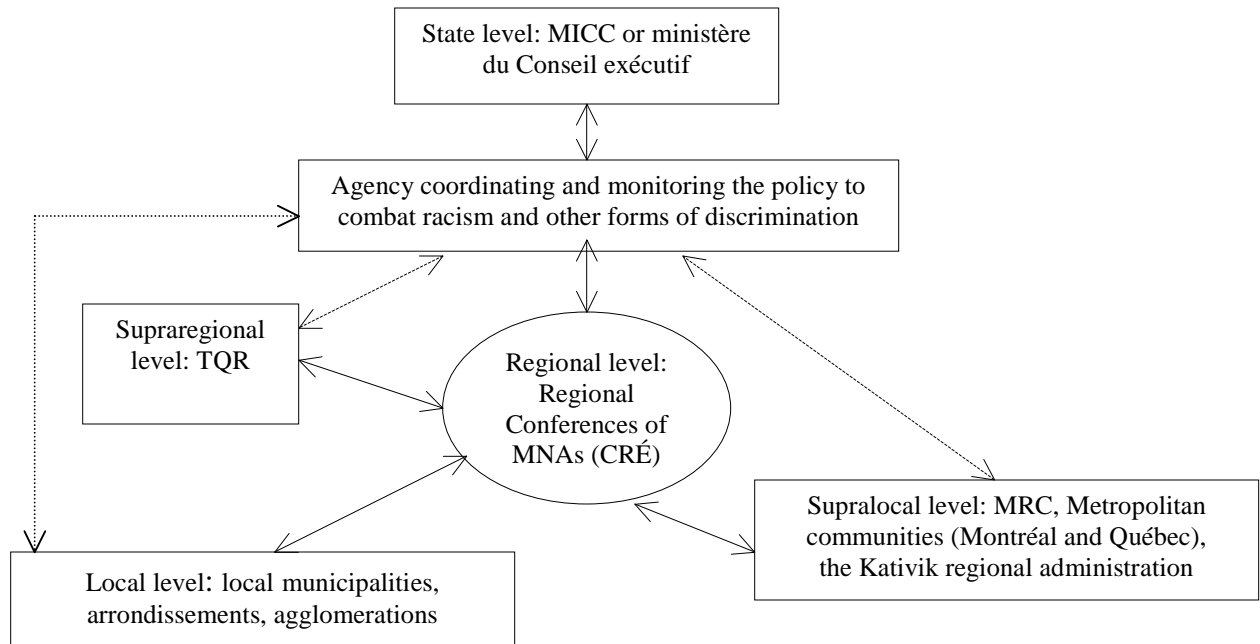 State level: MICC or ministère
du Conseil exécutif
Agency coordinating and monitoring the policy to
combat racism and other forms of discrimination
Supraregional
level: TQR
Regional level:
Regional
Conferences of
MNAs (CRÉ)
Supralocal level: MRC, Metropolitan
communities (Montréal and Québec),
the Kativik regional administration
Local level: local municipalities,
arrondissements, agglomerations